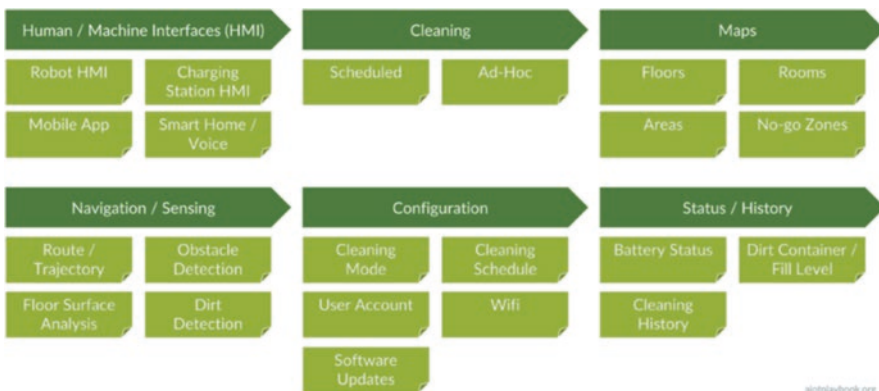 Human / Machine Interfaces (HMI)
Cleaning
Maps
Robot HMI
Charging
Station HMI
Scheduled
Ad-Hoc
Floors
Rooms
Mobile App
Smart Home /
Voice
Areas
No-go Zones
Navigation / Sensing
Configuration
Status / History
Route /
Trajectory
Obstacle
Detection
Cleaning
Mode
Cleaning
Schedule
Battery Status
Dirt Container /
Fill Level
Floor Surface
Analysis
Dirt
Detection
User Account
Wifi
Cleaning
History
Software
Updates
aiotplaybook.org